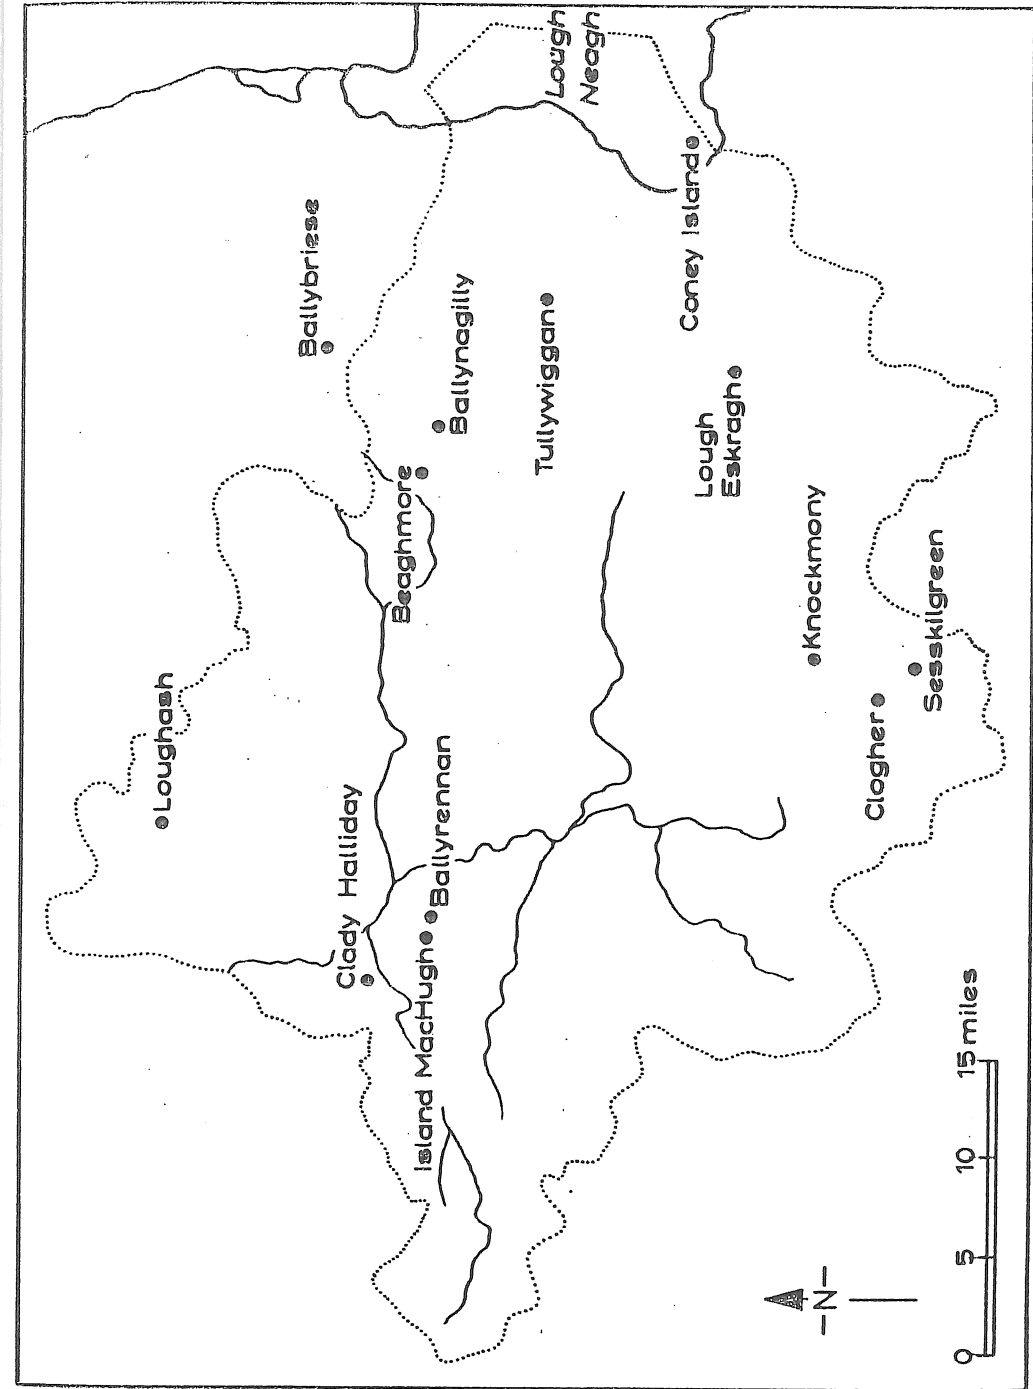 Loughash
Ballybriese
Clady Halliday
Beaghmore
Island MacHugh
Ballyrennan
Ballynagilly
Lough
Neagh
Tullywiggan
Coney Island
Lough
Eskragh
Knockmony
Clogher
Sesskilgreen
-N-
0 5 10 15 miles